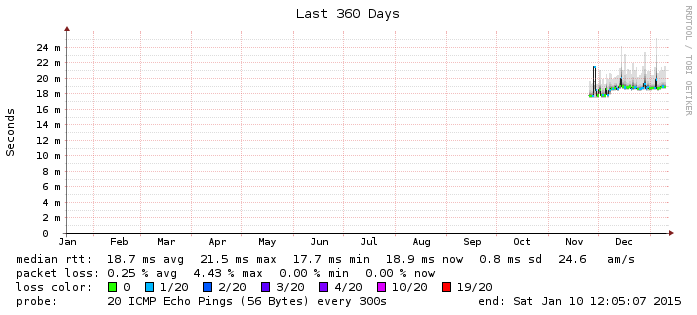 Last 360 Days
RRDTOOL / TOBI OETIKER
Seconds
24 m
22 m
20 m
18 m
16 m
14 m
12 m
10 m
8 m
6 m
4 m
2 m
0
Jan Feb Mar Apr May Jun Jul Aug Sep Oct Nov Dec
median rtt: 18.7 ms avg 21.5 ms max 17.7 ms min 18.9 ms now 0.8 ms sd 24.6 am/s
packet loss: 0.25 % avg 4.43 % max 0.00 % min 0.00 % now
loss color: 0 1/20 2/20 3/20 4/20 10/20 19/20
probe: 20 ICMP Echo Pings (56 Bytes) every 300s end: Sat Jan 10 12:05:07 2015